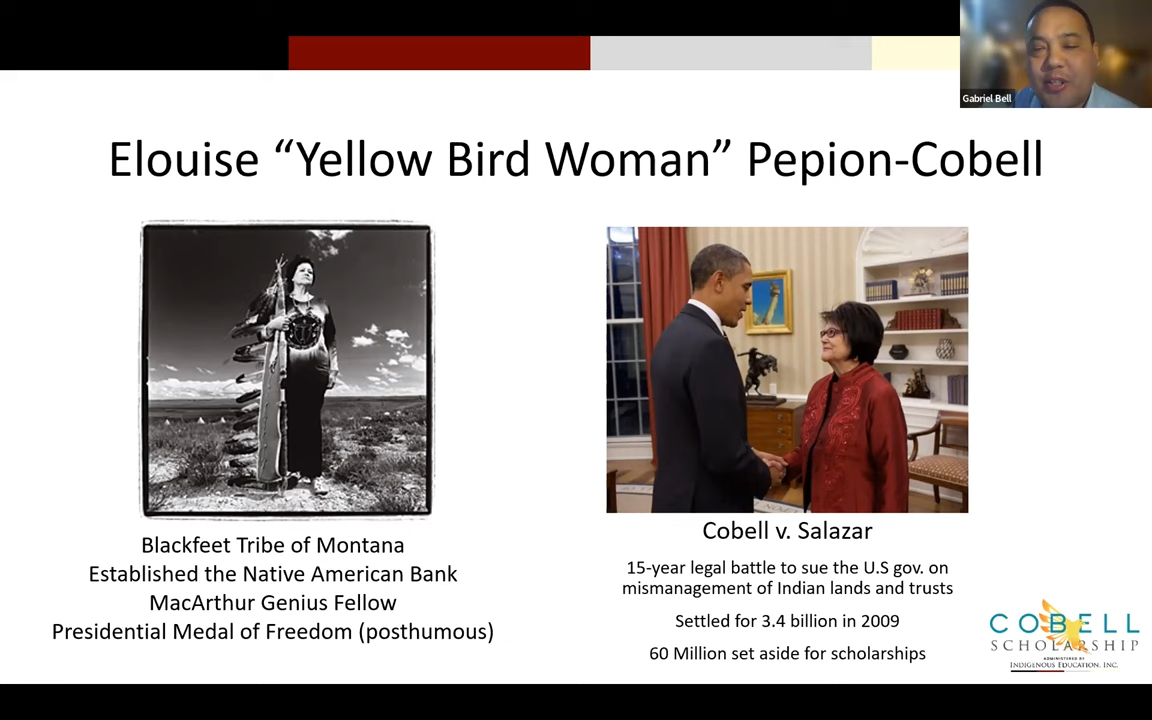 Gabriel Bell
Elouise “Yellow Bird Woman” Pepion-Cobell
Blackfeet Tribe of Montana
Established the Native American Bank
MacArthur Genius Fellow
Presidential Medal of Freedom (posthumous)
Cobell v. Salazar
15-year legal battle to sue the U.S gov. on
mismanagement of Indian lands and trusts
Settled for 3.4 billion in 2009
60 Million set aside for scholarships
COBELL
SCHOLARSHIP
ADMINISTERED BY
INDIGENOUS EDUCATION, INC.